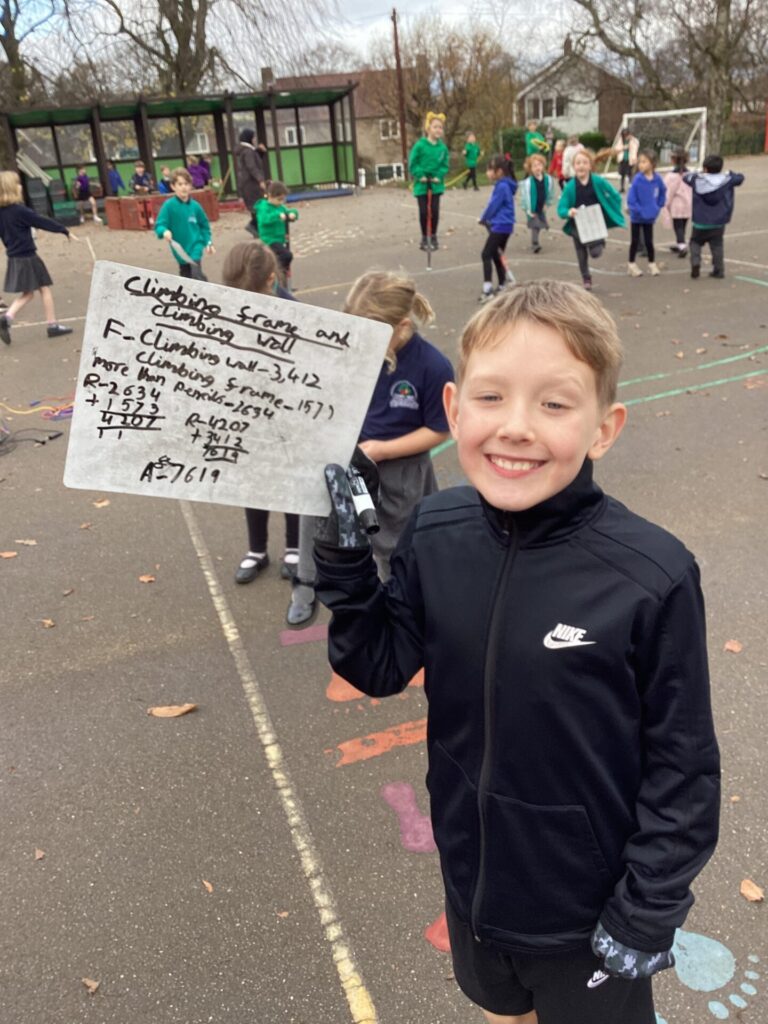 Climbing frame and
climbing wall
F-Climbing wall-3,412
climbing frame-1573
more than pencils-2634
R-2634
+1573
4207
11
R-4207
+3412
7619
A-7619
NIKE